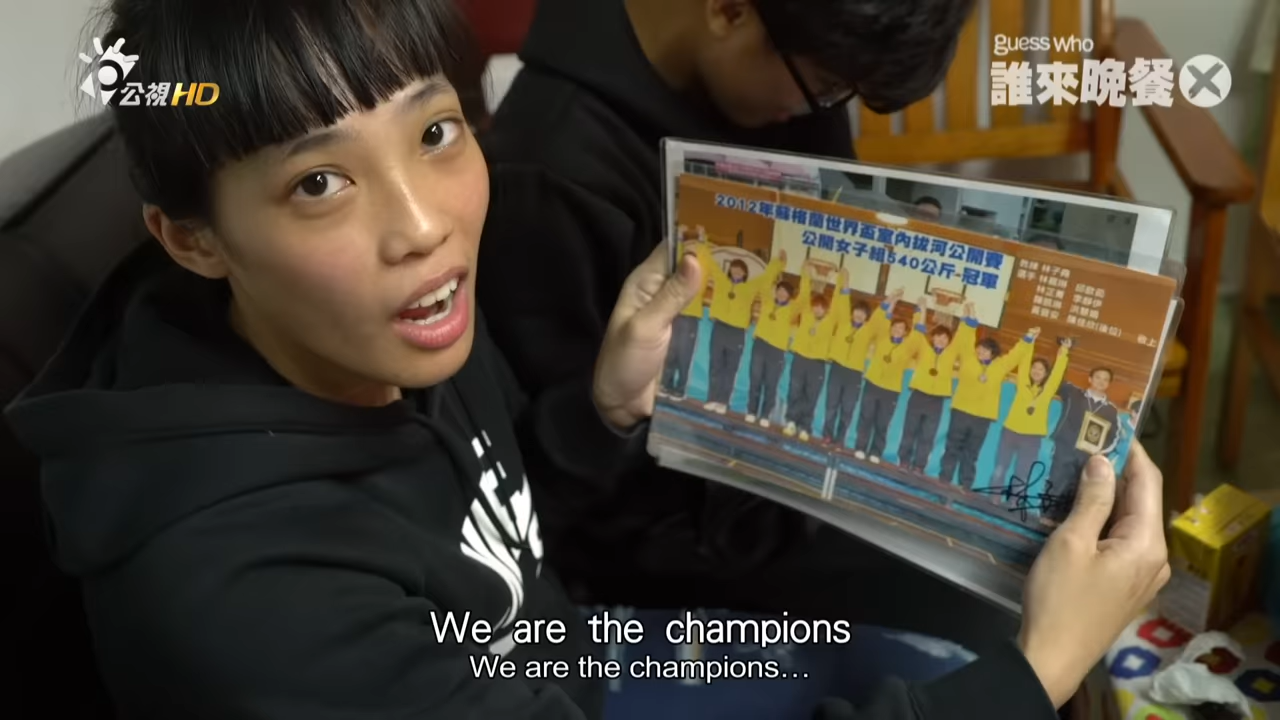 公視HD
guess who
誰來晚餐X
2012年蘇格蘭世界盃室內拔河公開賽
公開女子組540公斤-冠軍
We are the champions
We are the champions...